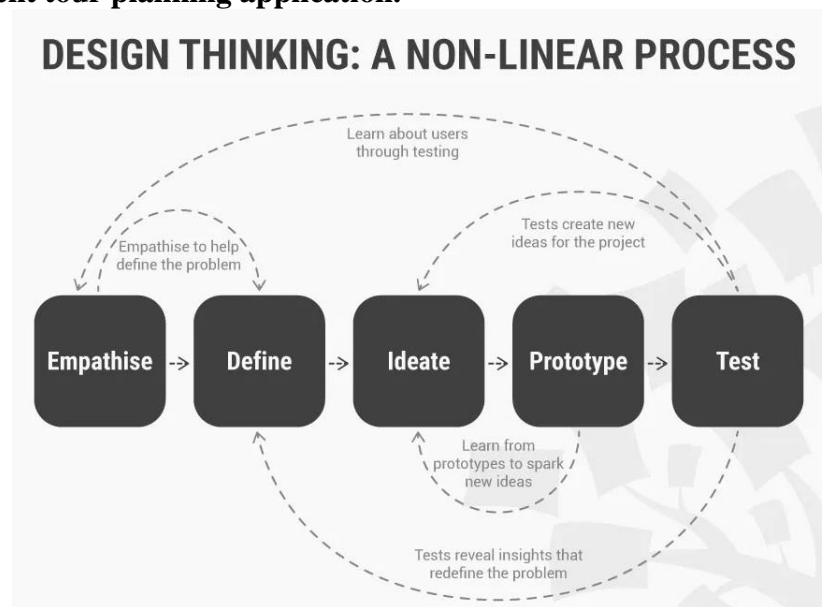 tour planning application.
DESIGN THINKING: A NON-LINEAR PROCESS
Learn about users
through testing
Tests create new
ideas for the project
Empathise to help
define the problem
Empathise
Define
Ideate
Prototype
Test
Learn from
prototypes to spark
new ideas
Tests reveal insights that
redefine the problem